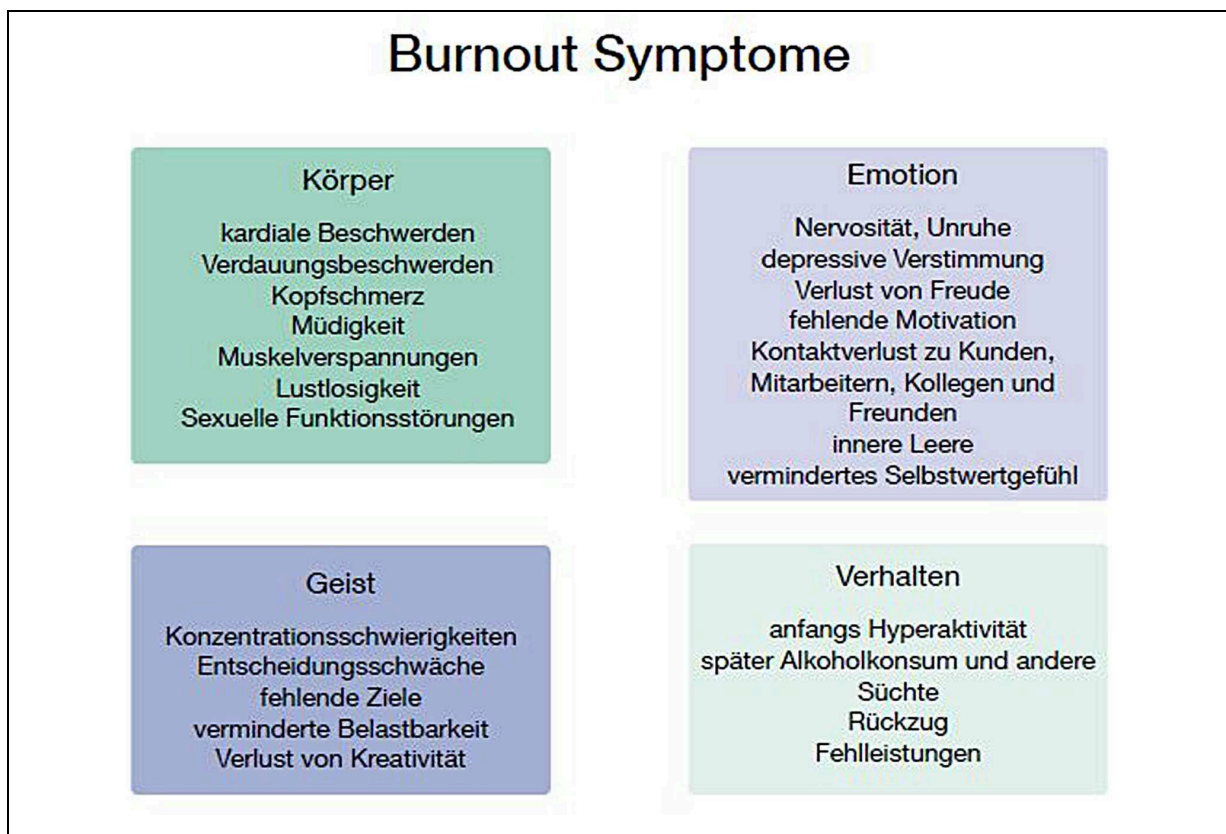 Burnout Symptome
Körper
kardiale Beschwerden
Verdauungsbeschwerden
Kopfschmerz
Müdigkeit
Muskelverspannungen
Lustlosigkeit
Sexuelle Funktionsstörungen
Emotion
Nervosität, Unruhe
depressive Verstimmung
Verlust von Freude
fehlende Motivation
Kontaktverlust zu Kunden,
Mitarbeitern, Kollegen und
Freunden
innere Leere
vermindertes Selbstwertgefühl
Geist
Konzentrationsschwierigkeiten
Entscheidungsschwäche
fehlende Ziele
verminderte Belastbarkeit
Verlust von Kreativität
Verhalten
anfangs Hyperaktivität
später Alkoholkonsum und andere
Süchte
Rückzug
Fehlleistungen